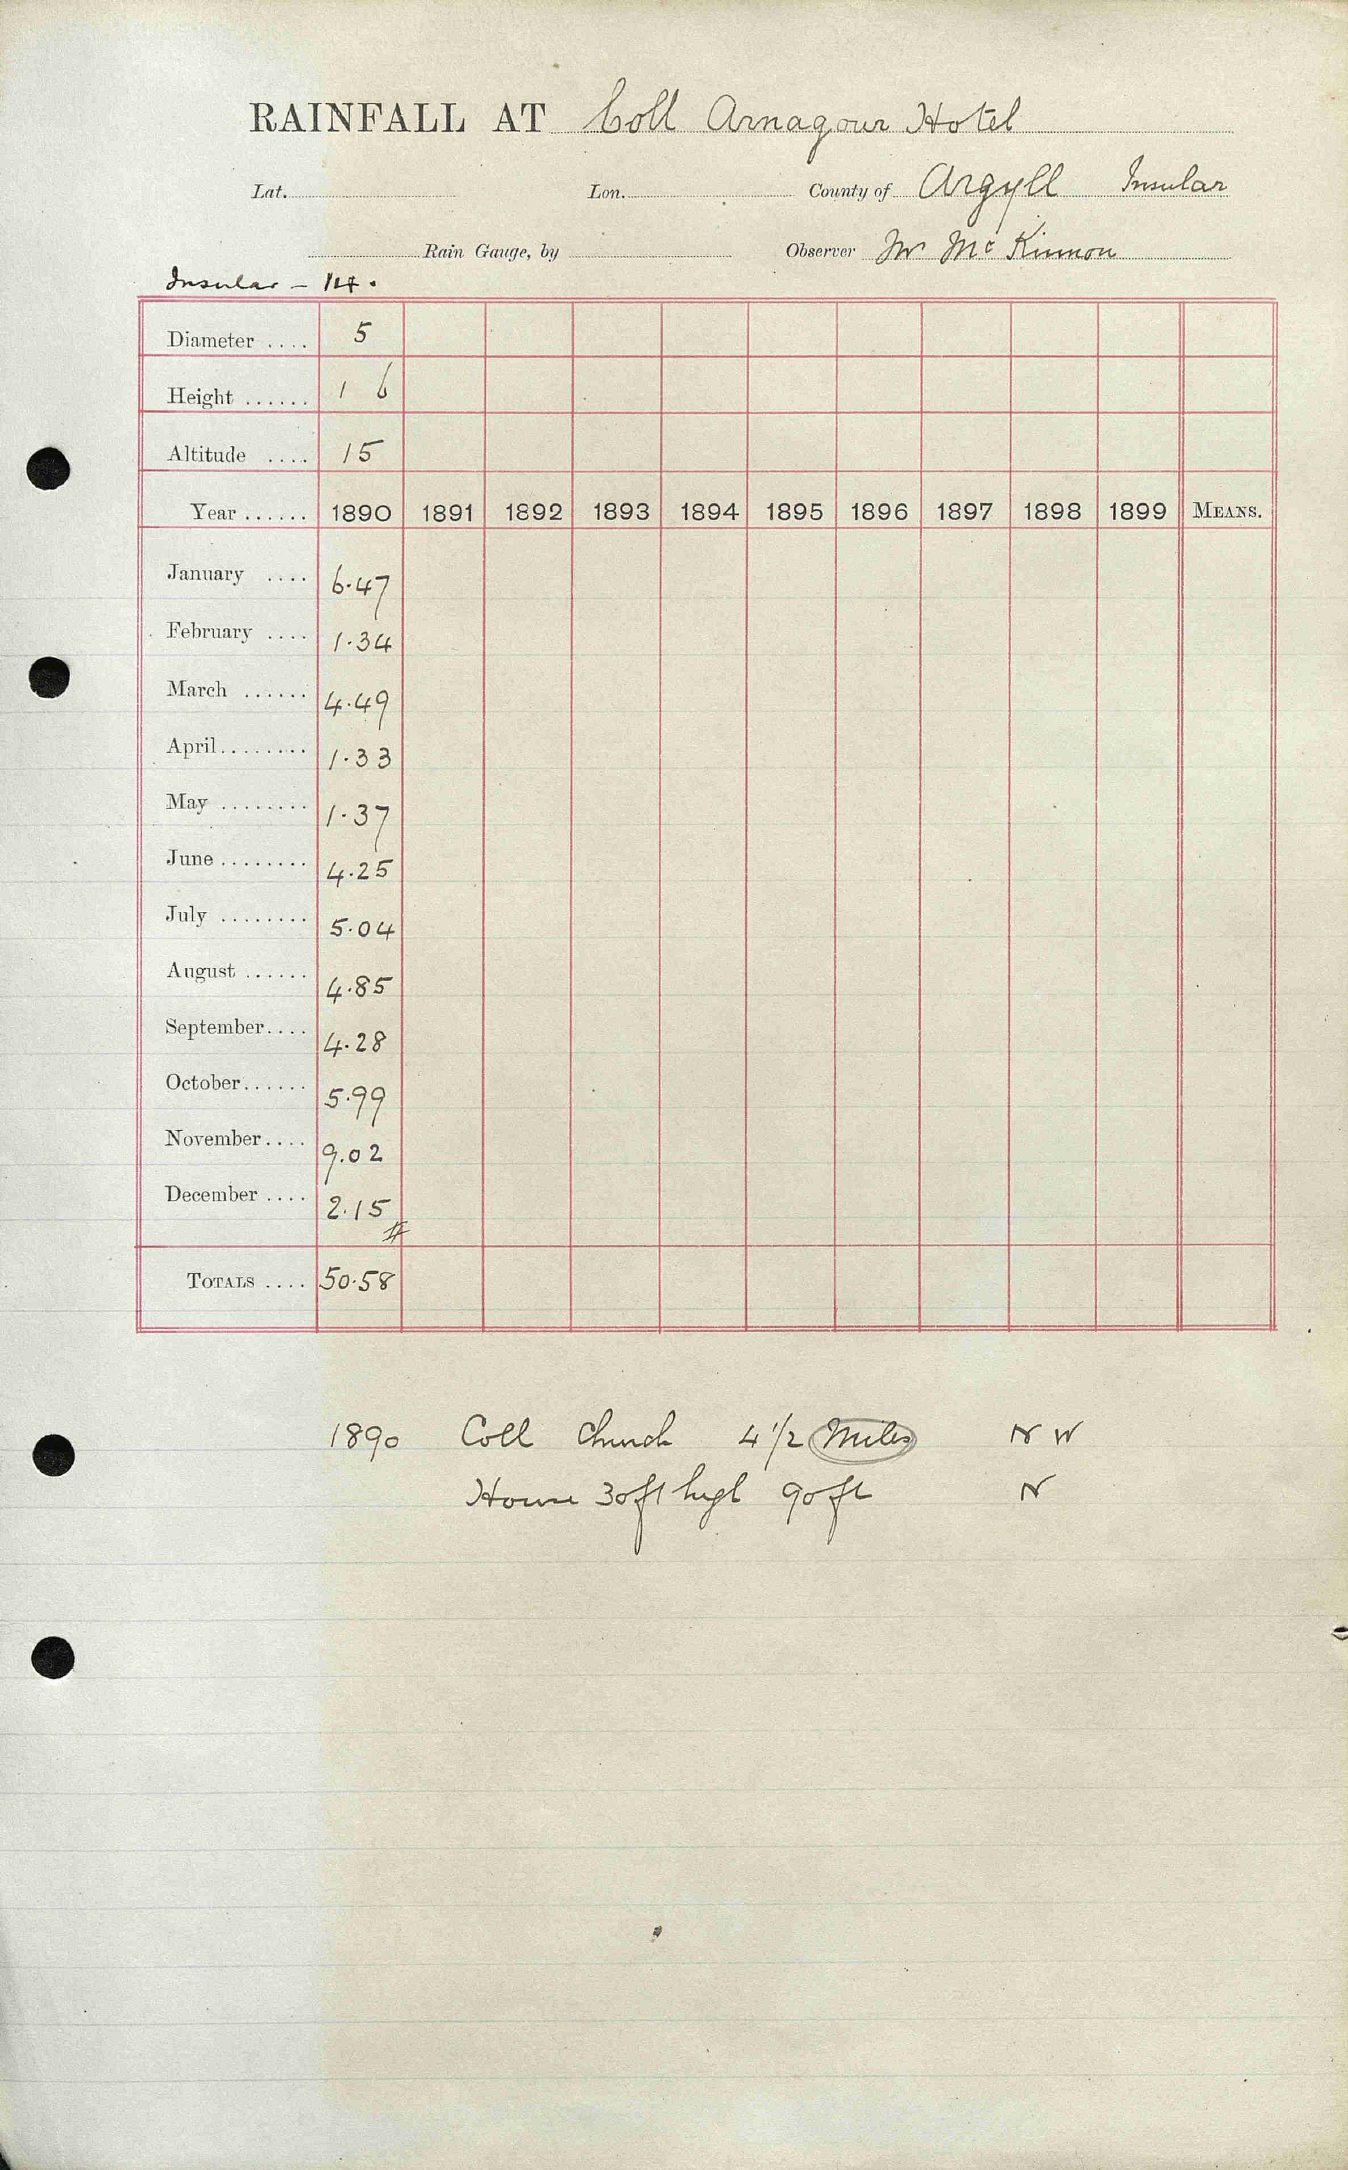 RAINFALL AT Coll Arnagour Hotel
Lat. Lon. County of Argyll Insular
Rain Gauge, by Observer Mr McKinnon
Insular – 14.
Diameter .... 5
Height ...... 1 6
Altitude .... 15
Year ...... 1890 1891 1892 1893 1894 1895 1896 1897 1898 1899 MEANS.
January .... 6.47
February .... 1.34
March ...... 4.49
April ........ 1.33
May ........ 1.37
June ........ 4.25
July ........ 5.04
August ...... 4.85
September .... 4.28
October ...... 5.99
November .... 9.02
December .... 2.15
#
TOTALS .... 50.58
1890 Coll Church 4 1/2 Miles N W
House 30ft high 90 ft N